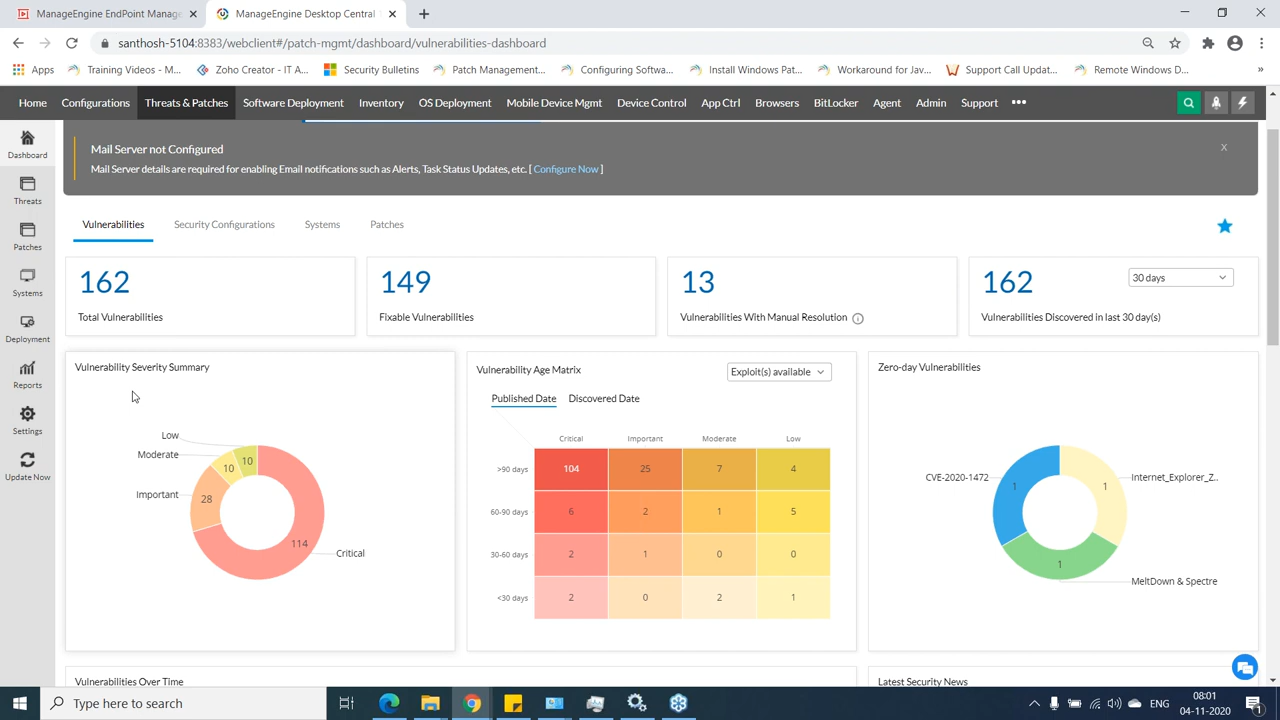 ManageEngine EndPoint Manage
ManageEngine Desktop Central
santhosh-5104:8383/webclient#/patch-mgmt/dashboard/vulnerabilities-dashboard
Apps
Training Videos - M...
Zoho Creator - IT A...
Security Bulletins
Patch Management...
Configuring Softwa...
Install Windows Pat...
Workaround for Jav...
Support Call Updat...
Remote Windows D...
»
Home Configurations Threats & Patches Software Deployment Inventory OS Deployment Mobile Device Mgmt Device Control App Ctrl Browsers BitLocker Agent Admin Support •••
Dashboard
Threats
Patches
Systems
Deployment
Reports
Settings
Update Now
Mail Server not Configured
X
Mail Server details are required for enabling Email notifications such as Alerts, Task Status Updates, etc. [ Configure Now ]
Vulnerabilities Security Configurations Systems Patches
162
Total Vulnerabilities
149
Fixable Vulnerabilities
13
Vulnerabilities With Manual Resolution
162
30 days
Vulnerabilities Discovered in last 30 day(s)
Vulnerability Severity Summary
Low
Moderate
Important
Critical
10
10
28
114
Vulnerability Age Matrix
Exploit(s) available
Published Date Discovered Date
Critical Important Moderate Low
>90 days 104 25 7 4
60-90 days 6 2 1 5
30-60 days 2 1 0 0
<30 days 2 0 2 1
Zero-day Vulnerabilities
CVE-2020-1472
Internet_Explorer_Z..
MeltDown & Spectre
1
1
1
Vulnerabilities Over Time
Latest Security News
Type here to search
ENG
08:01
04-11-2020
1